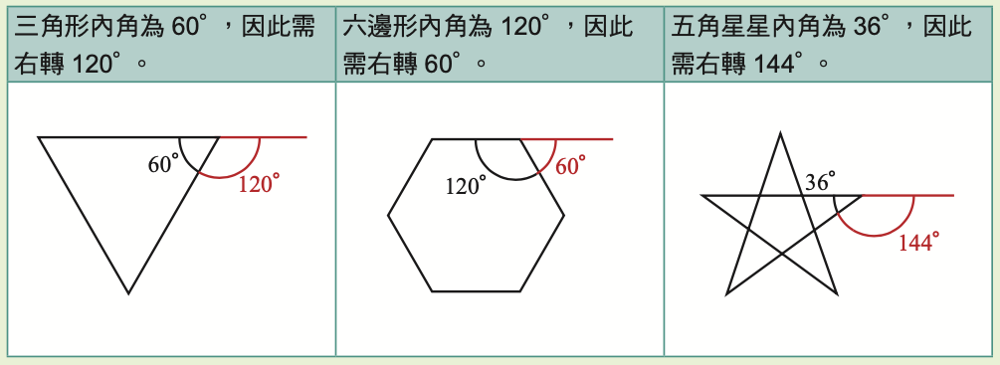 三角形內角為 60°，因此需
右轉 120°。
六邊形內角為 120°，因此
需右轉 60°。
五角星星內角為 36°，因此
需右轉 144°。
60°
120°
120°
60°
36°
144°